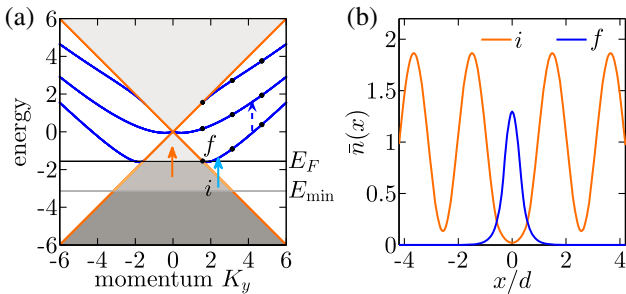 (a)
6
4
2
0
-2
-4
-6
energy
-6 -4 -2 0 2 4 6
momentum K_y
f
i
E_F
E_min
(b)
i f
2
1.5
1
0.5
0
n̄(x)
-4 -2 0 2 4
x/d